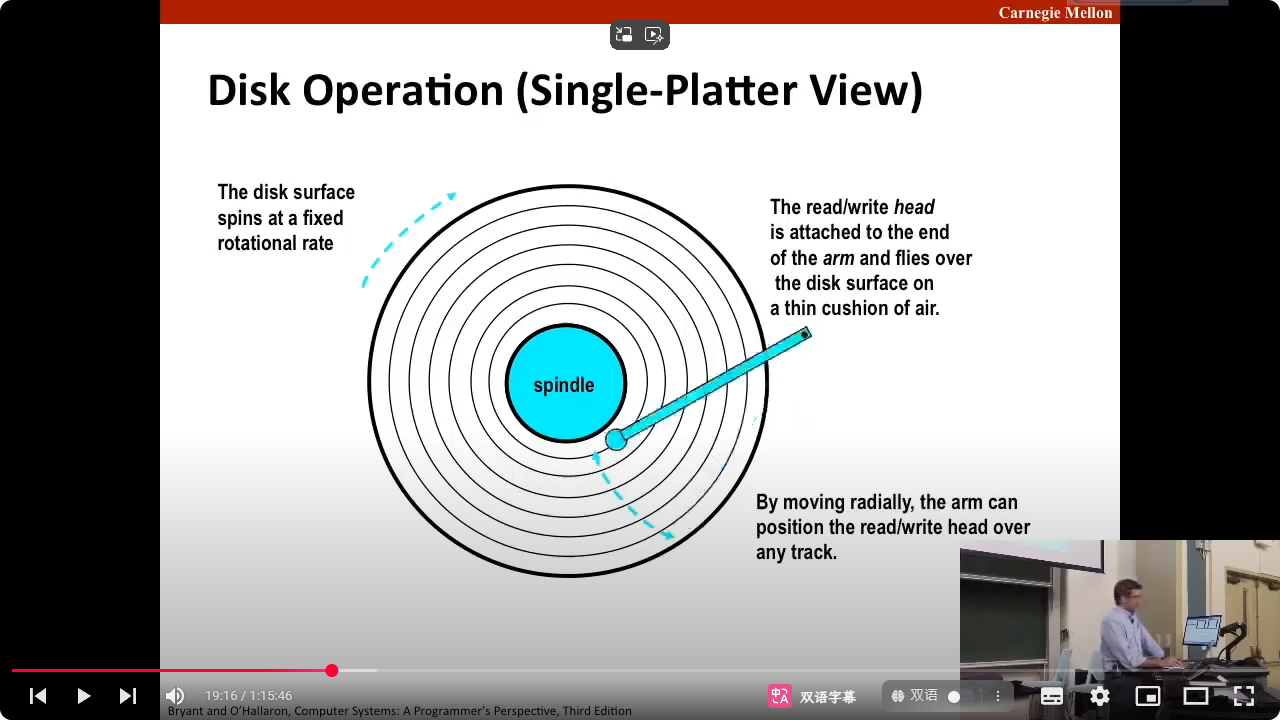 Carnegie Mellon
Disk Operation (Single-Platter View)
The disk surface
spins at a fixed
rotational rate
The read/write head
is attached to the end
of the arm and flies over
the disk surface on
a thin cushion of air.
spindle
By moving radially, the arm can
position the read/write head over
any track.
19:16 / 1:15:46
中A
双语字幕
双语
Bryant and O'Hallaron, Computer Systems: A Programmer's Perspective, Third Edition